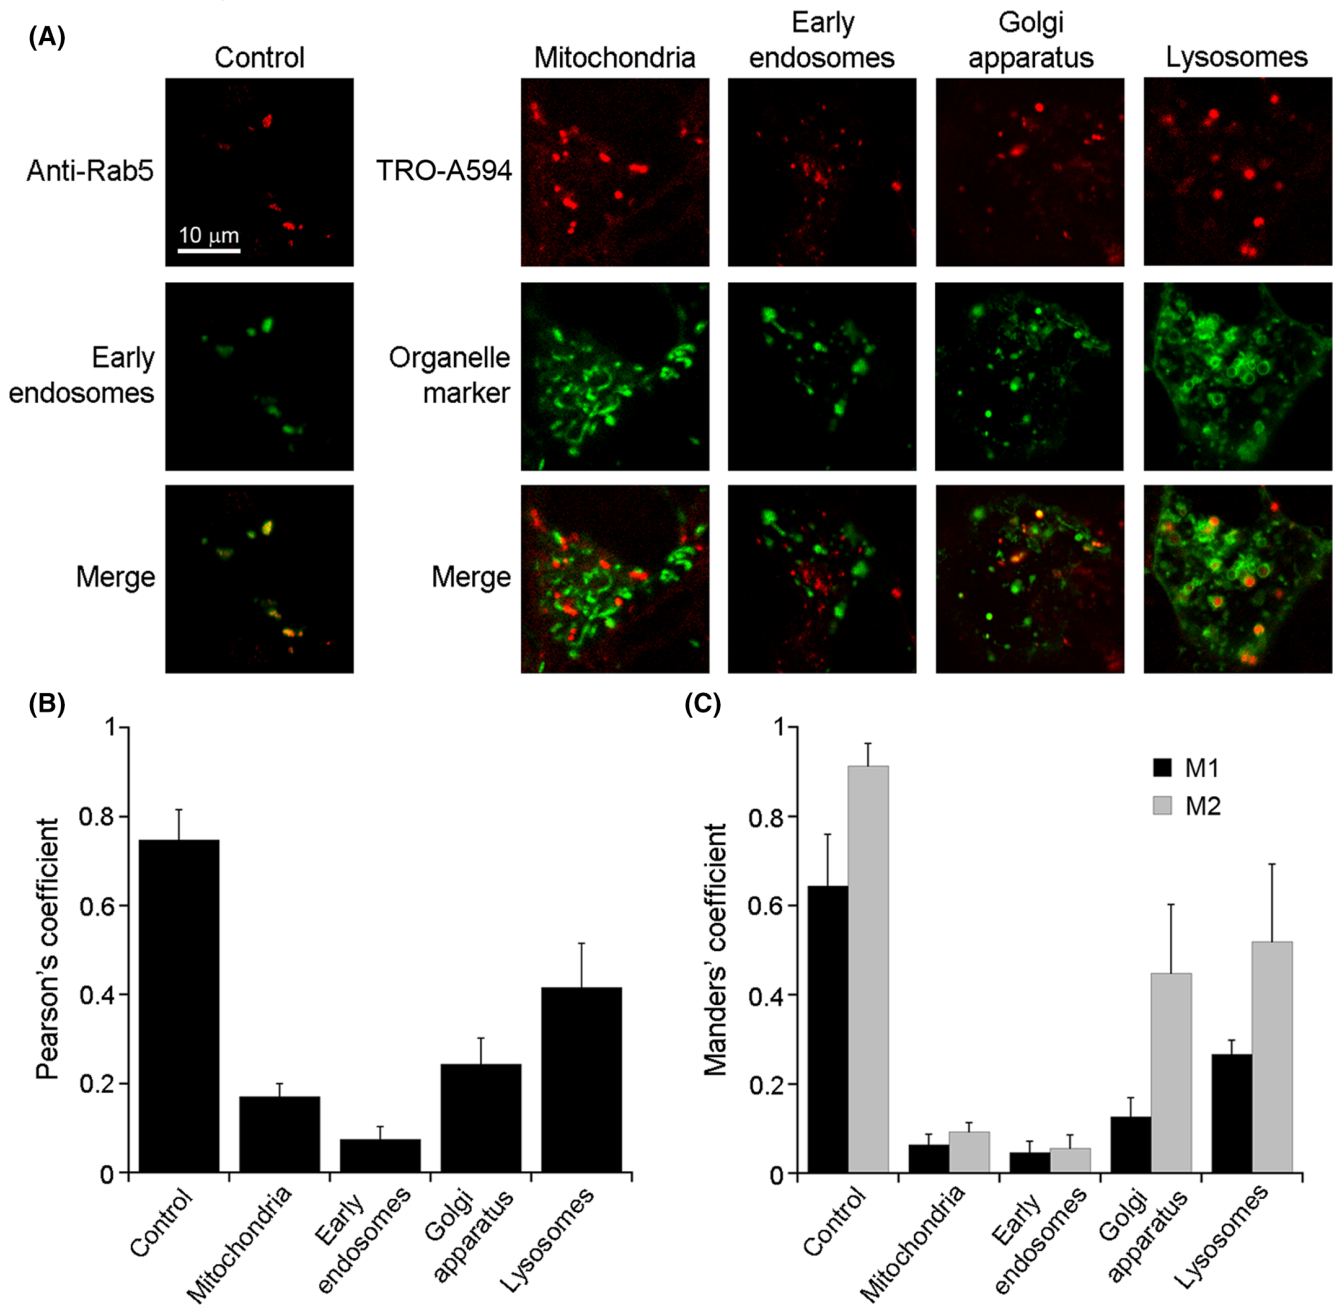 (A)
Control
Mitochondria
Early
endosomes
Golgi
apparatus
Lysosomes
Anti-Rab5
10 μm
TRO-A594
Early
endosomes
Organelle
marker
Merge
Merge
(B)
Pearson's coefficient
1
0.8
0.6
0.4
0.2
0
Control
Mitochondria
Early
endosomes
Golgi
apparatus
Lysosomes
(C)
Manders' coefficient
1
0.8
0.6
0.4
0.2
0
M1
M2
Control
Mitochondria
Early
endosomes
Golgi
apparatus
Lysosomes